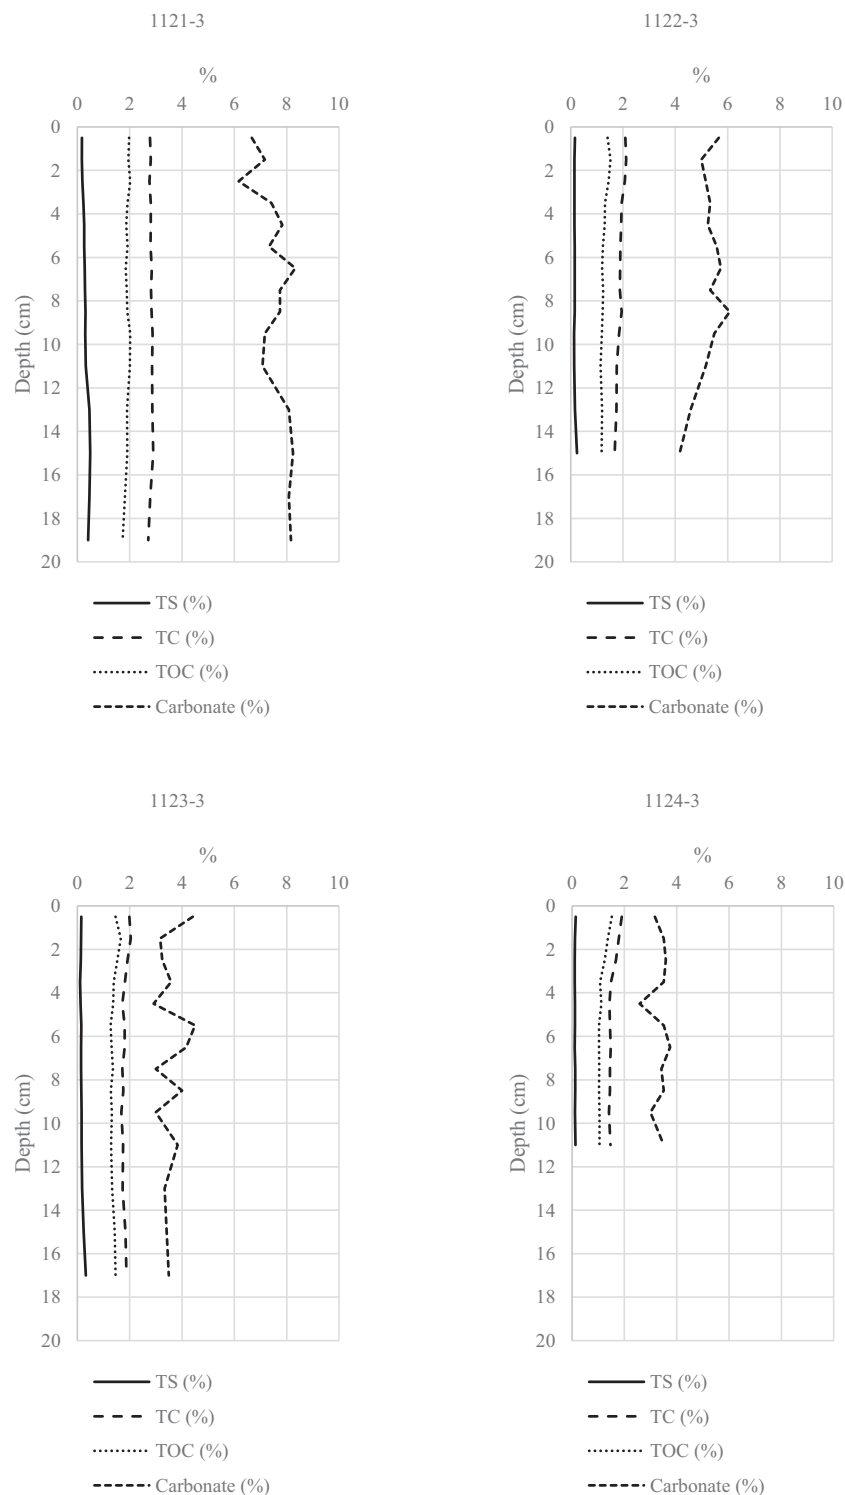 1121-3
%
0 2 4 6 8 10
0
2
4
6
8
10
12
14
16
18
20
Depth (cm)
TS (%)
TC (%)
TOC (%)
Carbonate (%)
1122-3
%
0 2 4 6 8 10
0
2
4
6
8
10
12
14
16
18
20
Depth (cm)
TS (%)
TC (%)
TOC (%)
Carbonate (%)
1123-3
%
0 2 4 6 8 10
0
2
4
6
8
10
12
14
16
18
20
Depth (cm)
TS (%)
TC (%)
TOC (%)
Carbonate (%)
1124-3
%
0 2 4 6 8 10
0
2
4
6
8
10
12
14
16
18
20
Depth (cm)
TS (%)
TC (%)
TOC (%)
Carbonate (%)